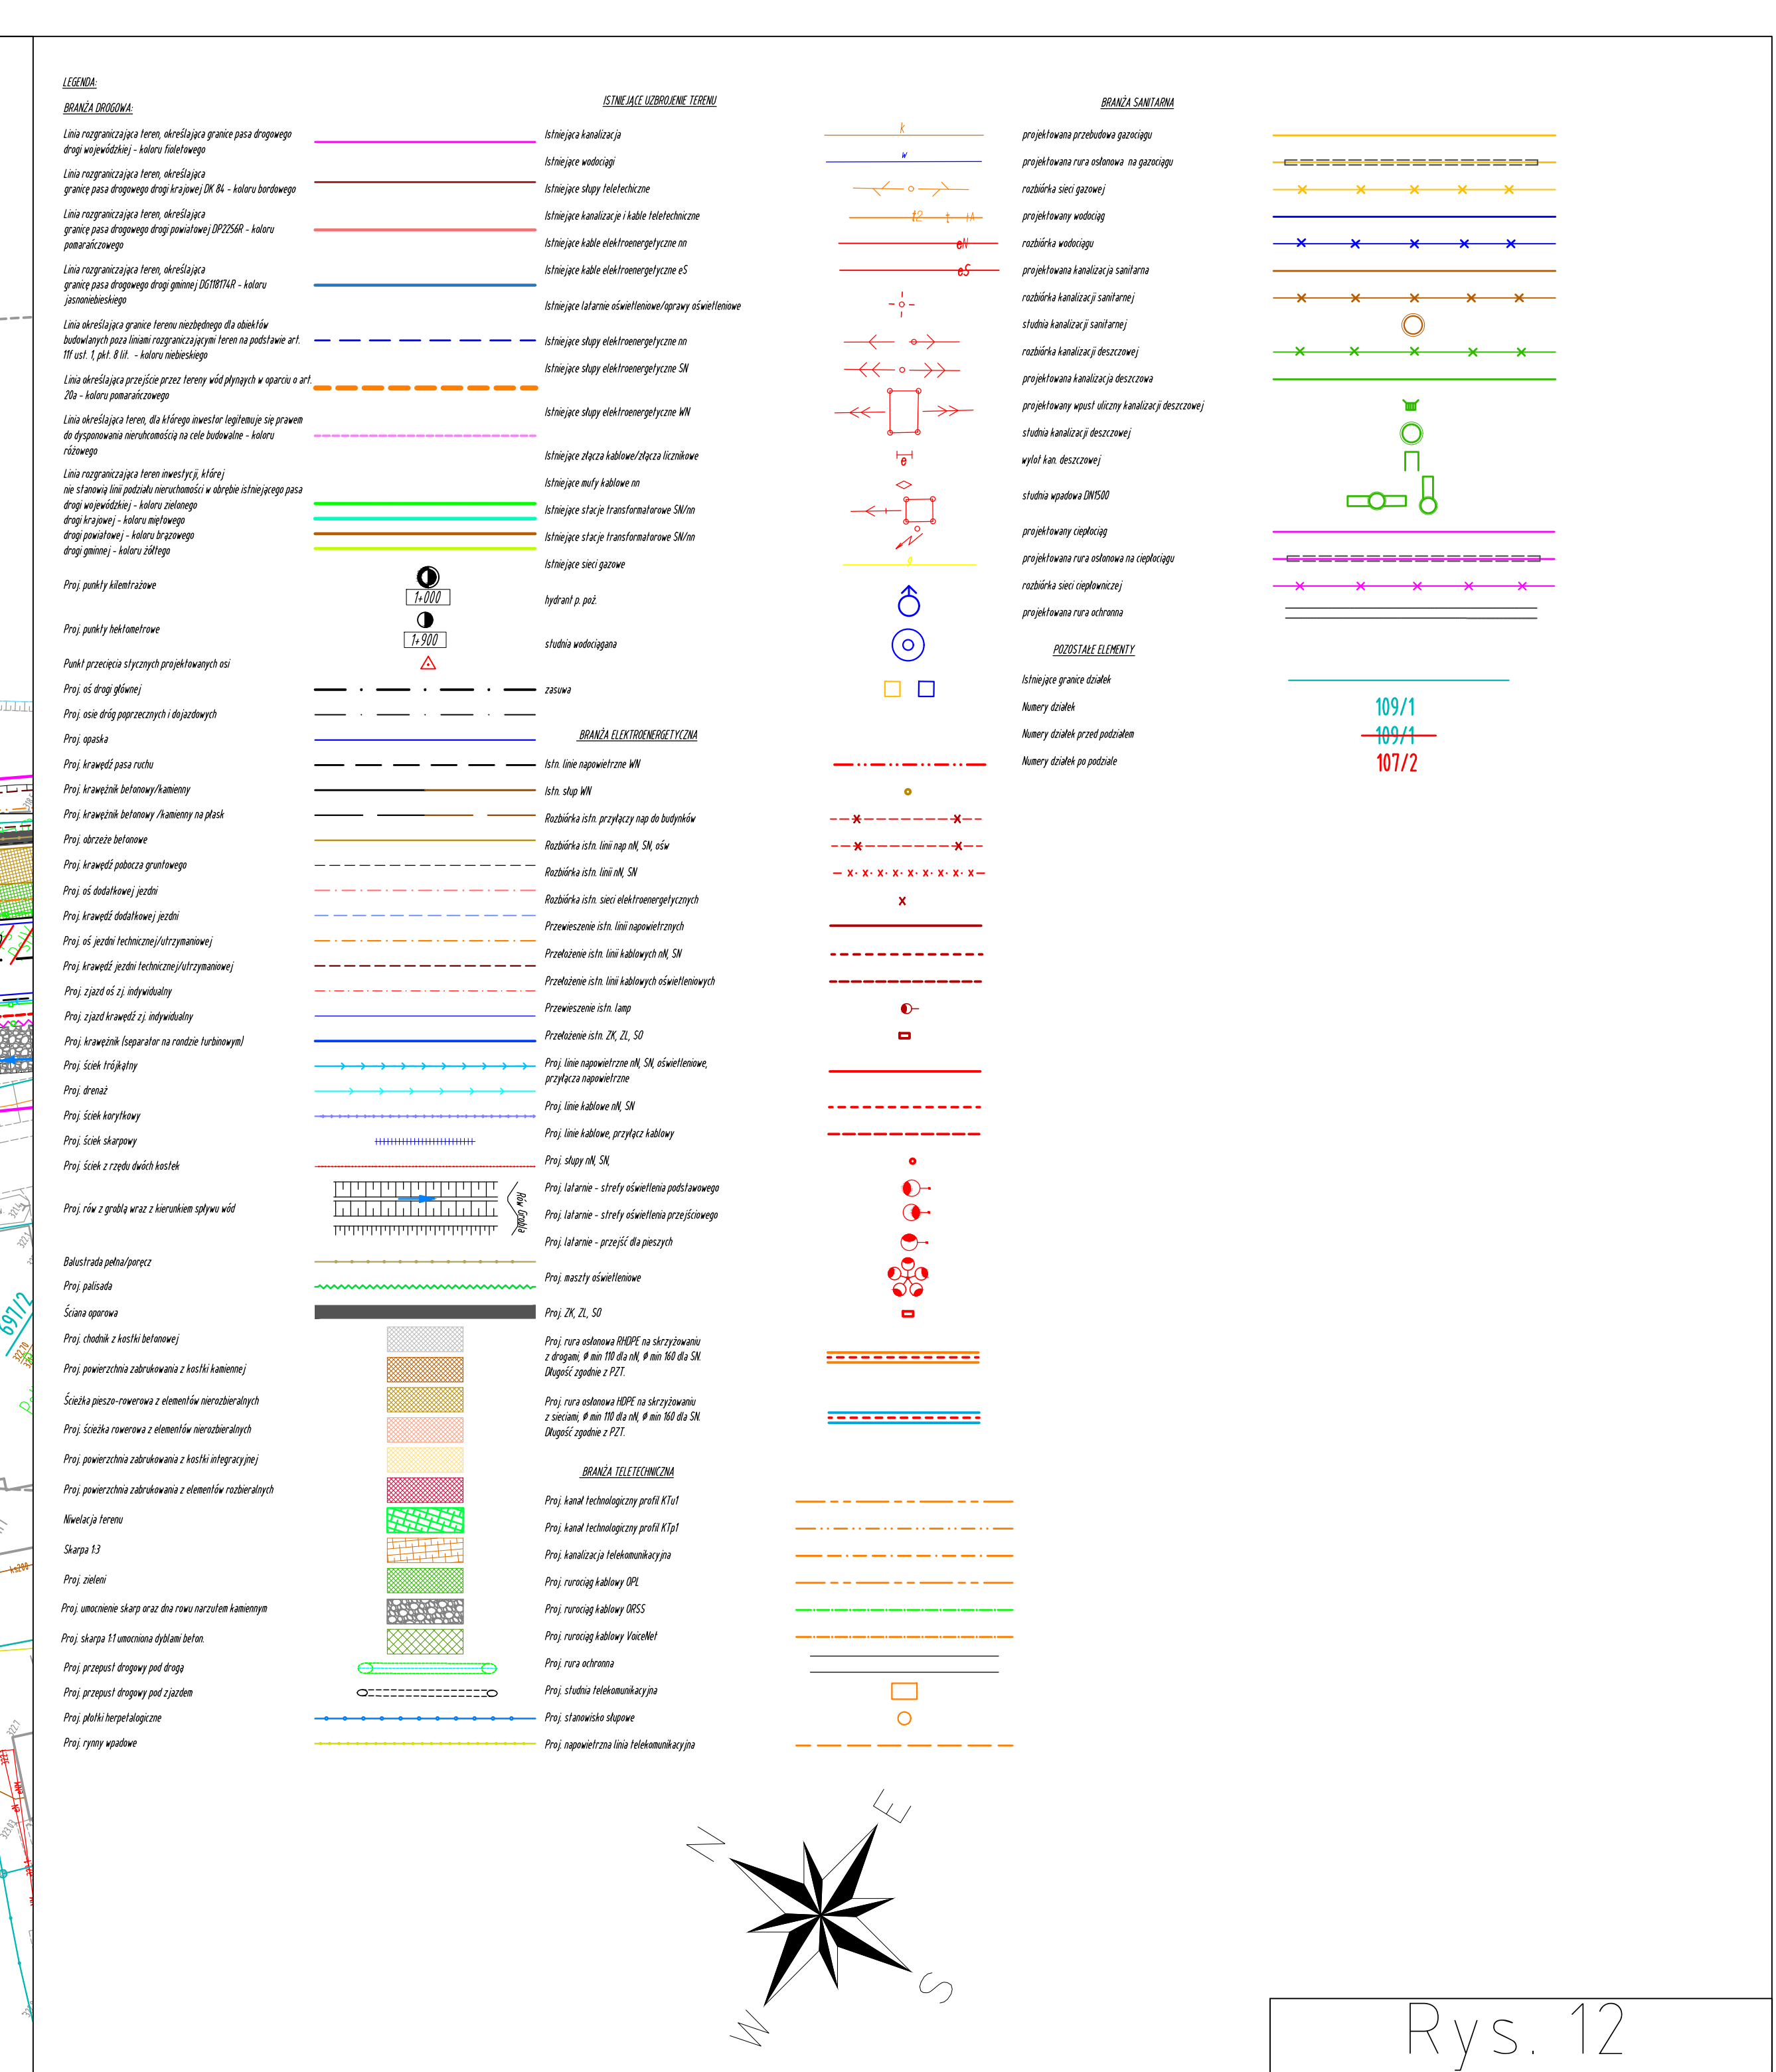 LEGENDA:
BRANŻA DROGOWA:
Linia rozgraniczająca teren, określająca granice pasa drogowego
drogi wojewódzkiej - koloru fioletowego
Linia rozgraniczająca teren, określająca
granicę pasa drogowego drogi krajowej DK 84 - koloru bordowego
Linia rozgraniczająca teren, określająca
granicę pasa drogowego drogi powiatowej DP2256R - koloru
pomarańczowego
Linia rozgraniczająca teren, określająca
granicę pasa drogowego drogi gminnej DG118174R - koloru
jasnoniebieskiego
Linia określająca granice terenu niezbędnego dla obiektów
budowlanych poza liniami rozgraniczającymi teren na podstawie art.
11f ust. 1, pkt. 8 lit. - koloru niebieskiego
Linia określająca przejście przez tereny wód płynących w oparciu o art.
20a - koloru pomarańczowego
Linia określająca teren, dla którego inwestor legitemuje się prawem
do dysponowania nieruhcomością na cele budowalne - koloru
różowego
Linia rozgraniczająca teren inwestycji, której
nie stanowią linii podziału nieruchomości w obrębie istniejącego pasa
drogi wojewódzkiej - koloru zielonego
drogi krajowej - koloru miętowego
drogi powiatowej - koloru brązowego
drogi gminnej - koloru żółtego
Proj. punkty kilemtrażowe
1+000
Proj. punkty hektometrowe
1+900
Punkt przecięcia stycznych projektowanych osi
Proj. oś drogi głównej
Proj. osie dróg poprzecznych i dojazdowych
Proj. opaska
Proj. krawędź pasa ruchu
Proj. krawężnik betonowy/kamienny
Proj. krawężnik betonowy /kamienny na płask
Proj. obrzeże betonowe
Proj. krawędź pobocza gruntowego
Proj. oś dodatkowej jezdni
Proj. krawędź dodatkowej jezdni
Proj. oś jezdni technicznej/utrzymaniowej
Proj. krawędź jezdni technicznej/utrzymaniowej
Proj. zjazd oś zj. indywidualny
Proj. zjazd krawędź zj. indywidualny
Proj. krawężnik (separator na rondzie turbinowym)
Proj. ściek trójkątny
Proj. drenaż
Proj. ściek korytkowy
Proj. ściek skarpowy
Proj. ściek z rzędu dwóch kostek
Proj. rów z groblą wraz z kierunkiem spływu wód
Rów Grobla
Balustrada pełna/poręcz
Proj. palisada
Ściana oporowa
Proj. chodnik z kostki betonowej
Proj. powierzchnia zabrukowania z kostki kamiennej
Ścieżka pieszo-rowerowa z elementów nierozbieralnych
Proj. ścieżka rowerowa z elementów nierozbieralnych
Proj. powierzchnia zabrukowania z kostki integracyjnej
Proj. powierzchnia zabrukowania z elementów rozbieralnych
Niwelacja terenu
Skarpa 1:3
Proj. zieleni
Proj. umocnienie skarp oraz dna rowu narzutem kamiennym
Proj. skarpa 1:1 umocniona dyblami beton.
Proj. przepust drogowy pod drogą
Proj. przepust drogowy pod zjazdem
Proj. płotki herpetalogiczne
Proj. rynny wpadowe
ISTNIEJĄCE UZBROJENIE TERENU
Istniejąca kanalizacja
k
Istniejące wodociągi
w
Istniejące słupy teletechiczne
Istniejące kanalizacje i kable teletechniczne
t2 t tA
Istniejące kable elektroenergetyczne nn
eN
Istniejące kable elektroenergetyczne eS
eS
Istniejące latarnie oświetleniowe/oprawy oświetleniowe
Istniejące słupy elektroenergetyczne nn
Istniejące słupy elektroenergetyczne SN
Istniejące słupy elektroenergetyczne WN
Istniejące złącza kablowe/złącza licznikowe
e
Istniejące mufy kablowe nn
Istniejące stacje transformatorowe SN/nn
Istniejące stacje transformatorowe SN/nn
Istniejące sieci gazowe
g
hydrant p. poż.
studnia wodociągana
zasuwa
BRANŻA ELEKTROENERGETYCZNA
Istn. linie napowietrzne WN
Istn. słup WN
Rozbiórka istn. przyłączy nap do budynków
Rozbiórka istn. linii nap nN, SN, ośw
Rozbiórka istn. linii nN, SN
Rozbiórka istn. sieci elektroenergetycznych
Przewieszenie istn. linii napowietrznych
Przełożenie istn. linii kablowych nN, SN
Przełożenie istn. linii kablowych oświetleniowych
Przewieszenie istn. lamp
Przełożenie istn. ZK, ZL, SO
Proj. linie napowietrzne nN, SN, oświetleniowe,
przyłącza napowietrzne
Proj. linie kablowe nN, SN
Proj. linie kablowe, przyłącz kablowy
Proj. słupy nN, SN,
Proj. latarnie - strefy oświetlenia podstawowego
Proj. latarnie - strefy oświetlenia przejściowego
Proj. latarnie - przejść dla pieszych
Proj. maszty oświetleniowe
Proj. ZK, ZL, SO
Proj. rura osłonowa RHDPE na skrzyżowaniu
z drogami, Ø min 110 dla nN, Ø min 160 dla SN.
Długość zgodnie z PZT.
Proj. rura osłonowa HDPE na skrzyżowaniu
z sieciami, Ø min 110 dla nN, Ø min 160 dla SN.
Długość zgodnie z PZT.
BRANŻA TELETECHNICZNA
Proj. kanał technologiczny profil KTu1
Proj. kanał technologiczny profil KTp1
Proj. kanalizacja telekomunikacyjna
Proj. rurociąg kablowy OPL
Proj. rurociąg kablowy ORSS
Proj. rurociąg kablowy VoiceNet
Proj. rura ochronna
Proj. studnia telekomunikacyjna
Proj. stanowisko słupowe
Proj. napowietrzna linia telekomunikacyjna
BRANŻA SANITARNA
projektowana przebudowa gazociągu
projektowana rura osłonowa na gazociągu
rozbiórka sieci gazowej
projektowany wodociąg
rozbiórka wodociągu
projektowana kanalizacja sanitarna
rozbiórka kanalizacji sanitarnej
studnia kanalizacji sanitarnej
rozbiórka kanalizacji deszczowej
projektowana kanalizacja deszczowa
projektowany wpust uliczny kanalizacji deszczowej
studnia kanalizacji deszczowej
wylot kan. deszczowej
studnia wpadowa DN1500
projektowany ciepłociąg
projektowana rura osłonowa na ciepłociągu
rozbiórka sieci ciepłowniczej
projektowana rura ochronna
POZOSTAŁE ELEMENTY
Istniejące granice działek
Numery działek
109/1
Numery działek przed podziałem
109/1
Numery działek po podziale
107/2
697/2
322.70
ks200
322.7
323.03
N
E
S
W
Rys. 12